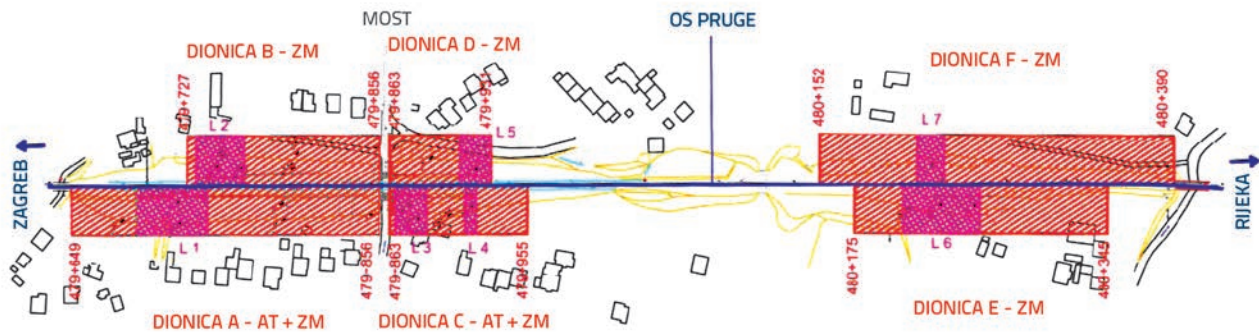 MOST
OS PRUGE
DIONICA B - ZM
DIONICA D - ZM
DIONICA F - ZM
479+727
479+856
479+863
479+931
480+152
480+390
L 2
L 5
L 7
ZAGREB
RIJEKA
L 1
L 3
L 4
L 6
479+649
479-856
479-863
479+955
480+175
480+345
DIONICA A - AT + ZM
DIONICA C - AT + ZM
DIONICA E - ZM